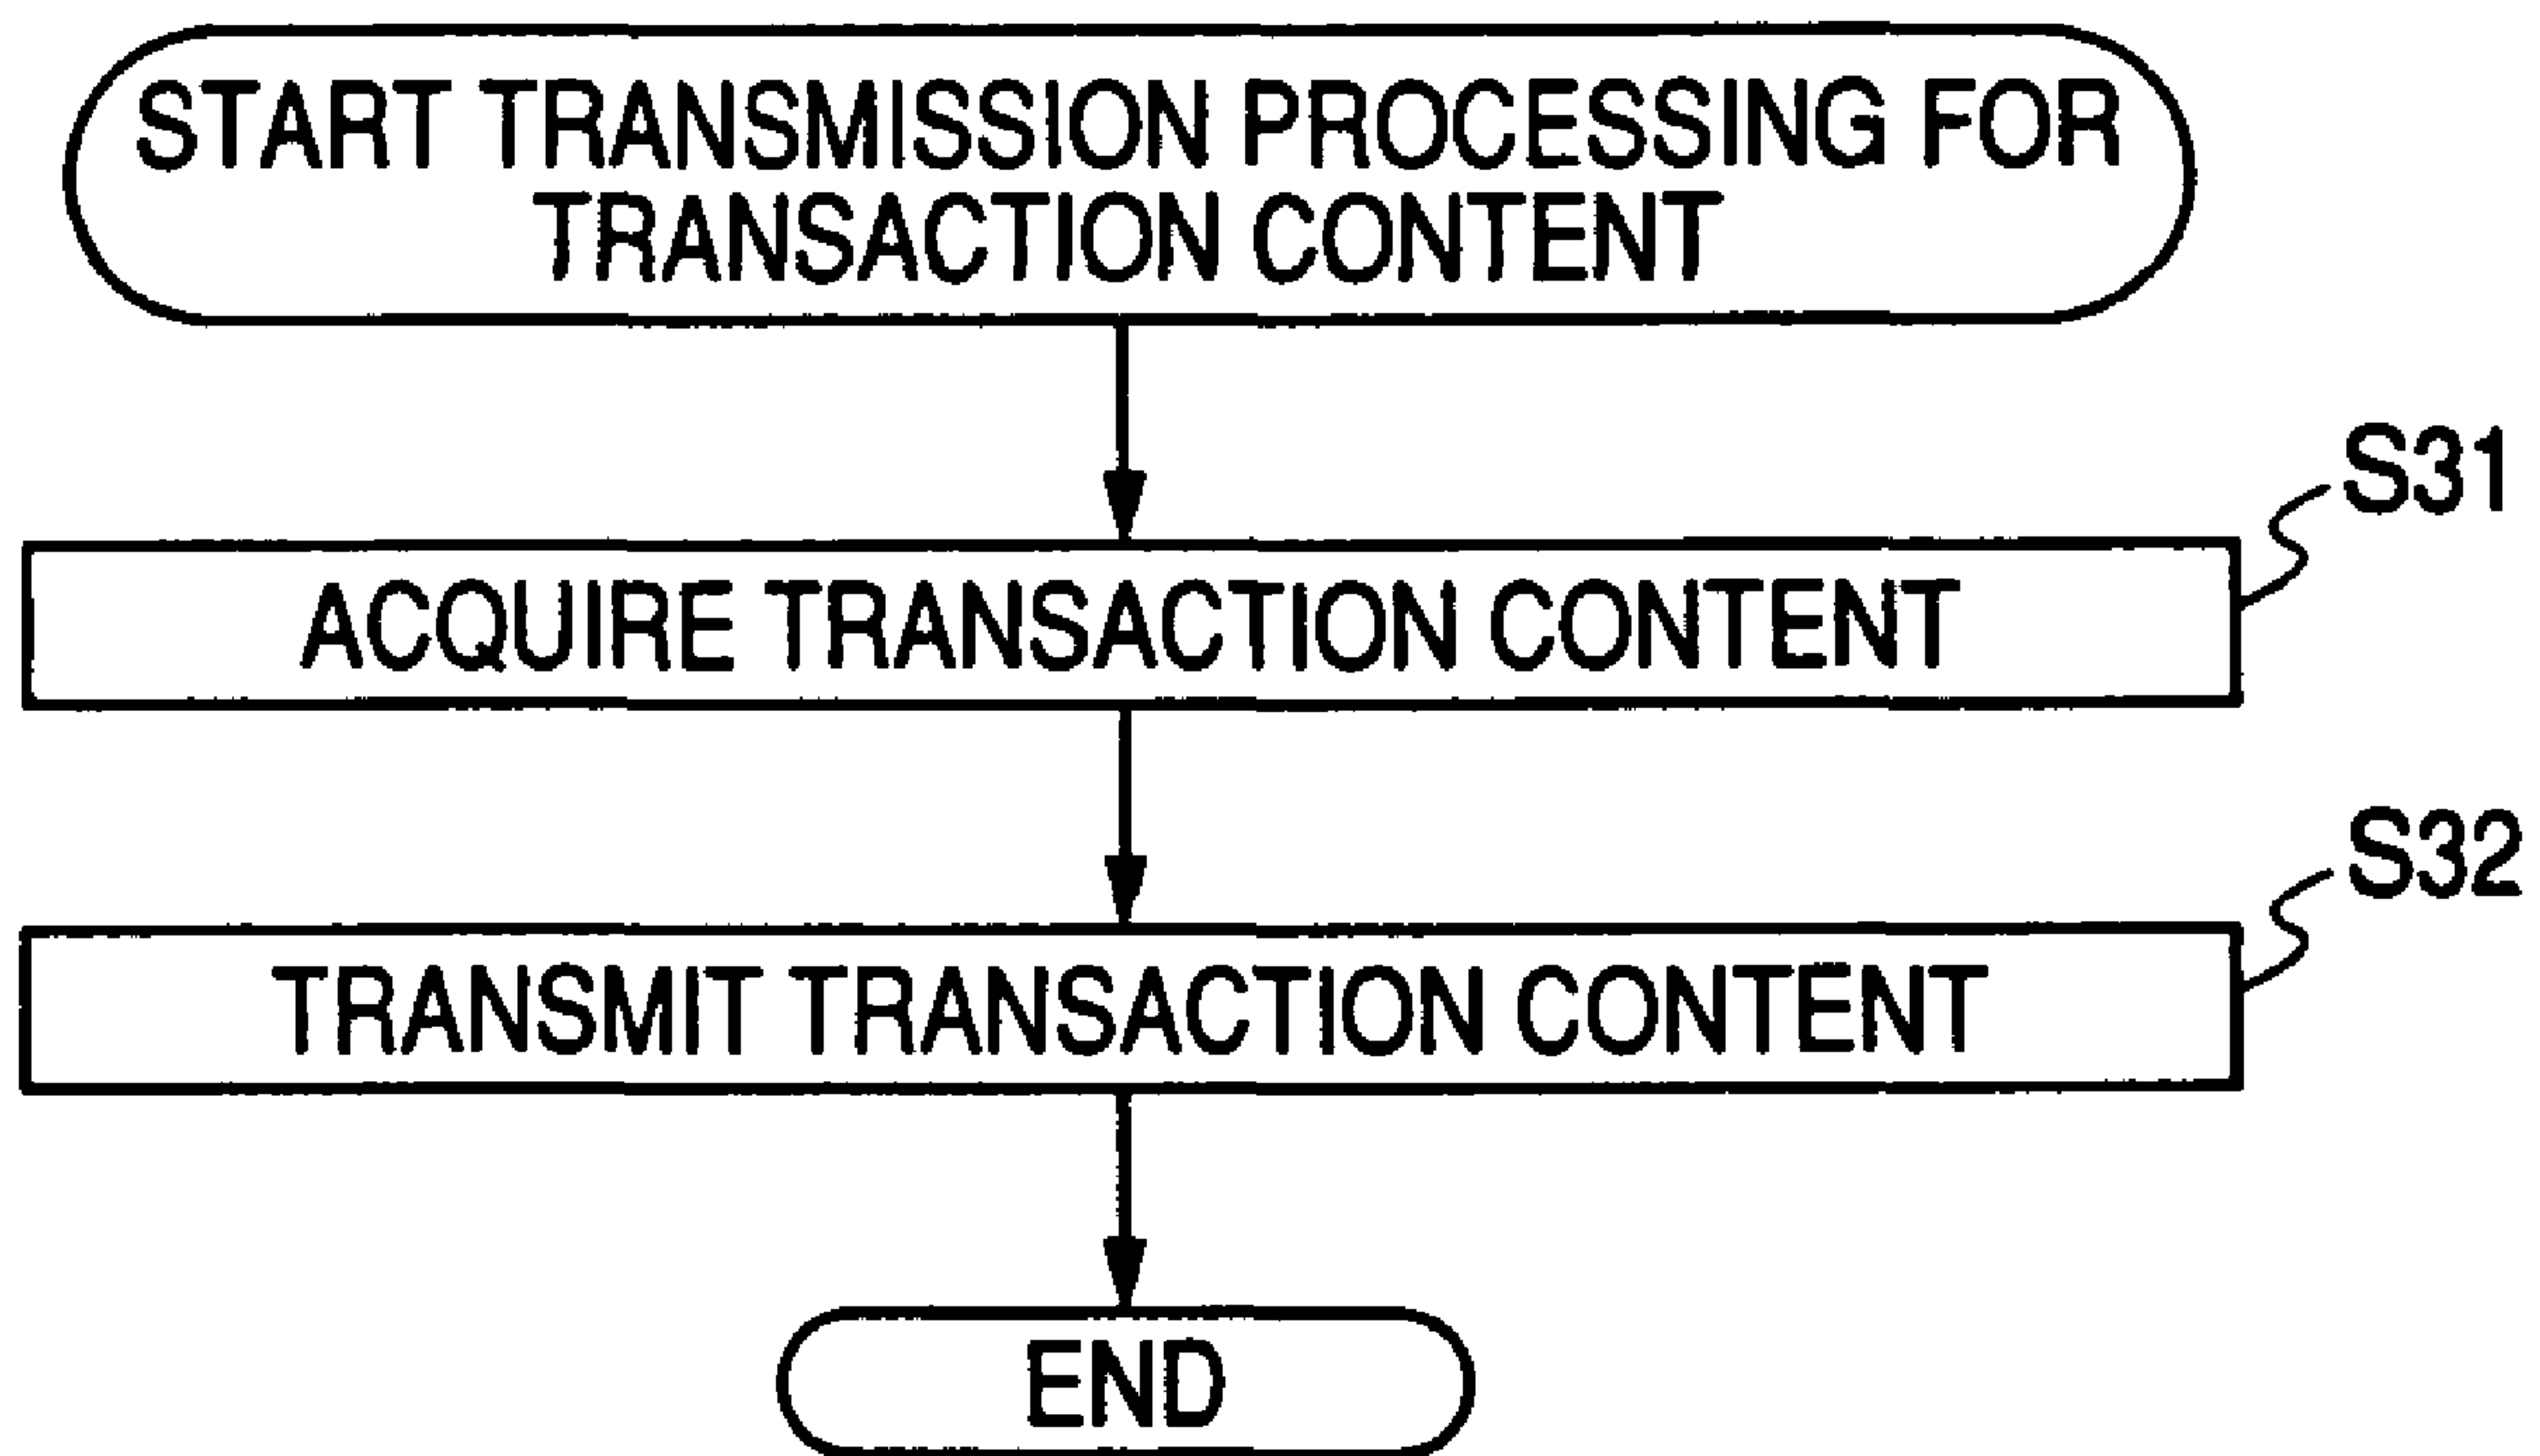 START TRANSMISSION PROCESSING FOR
TRANSACTION CONTENT
S31
ACQUIRE TRANSACTION CONTENT
S32
TRANSMIT TRANSACTION CONTENT
END